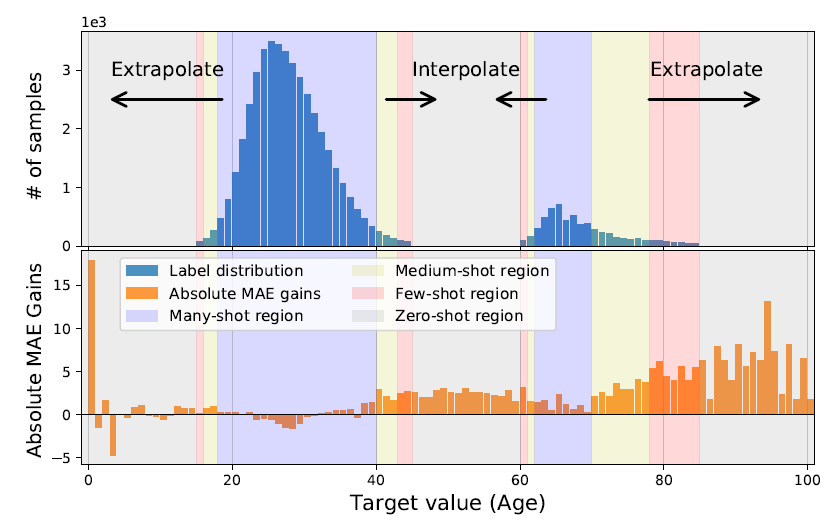 1e3
Extrapolate Interpolate Extrapolate
# of samples
3
2
1
0
Label distribution Medium-shot region
Absolute MAE gains Few-shot region
Many-shot region Zero-shot region
Absolute MAE Gains
15
10
5
0
−5
0 20 40 60 80 100
Target value (Age)